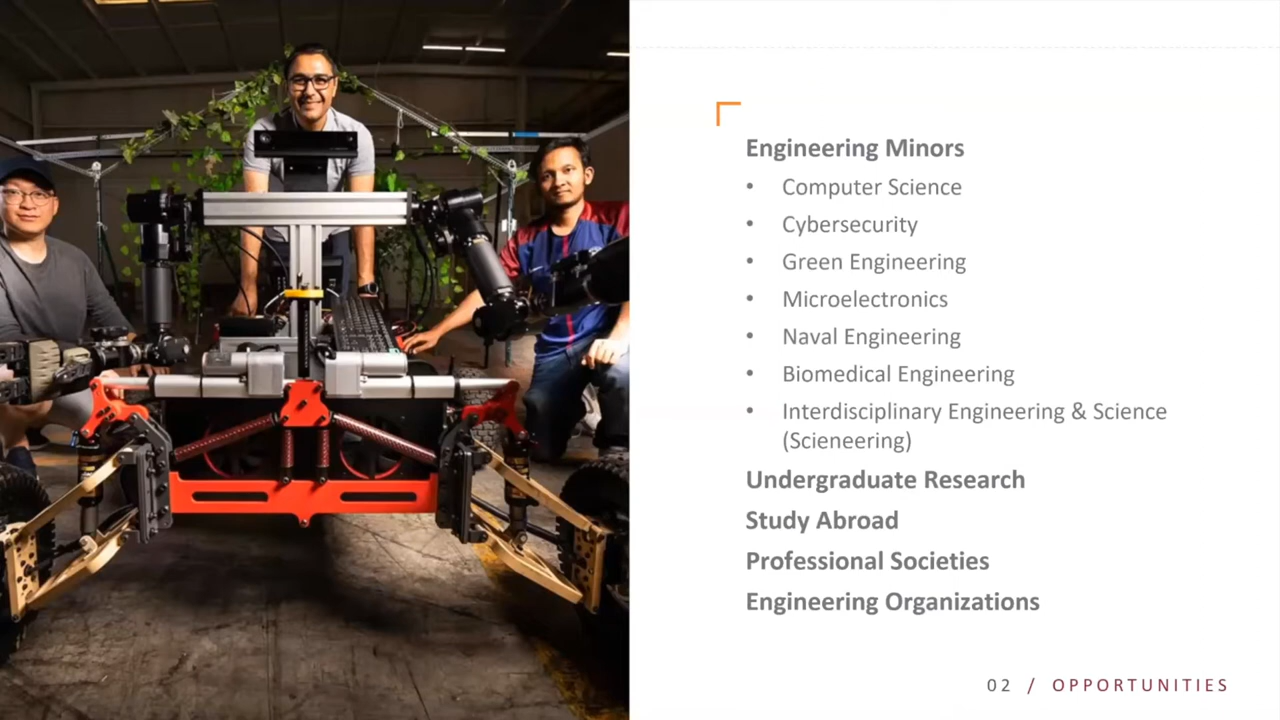 Engineering Minors
• Computer Science
• Cybersecurity
• Green Engineering
• Microelectronics
• Naval Engineering
• Biomedical Engineering
• Interdisciplinary Engineering & Science
(Scieneering)
Undergraduate Research
Study Abroad
Professional Societies
Engineering Organizations
02 / OPPORTUNITIES